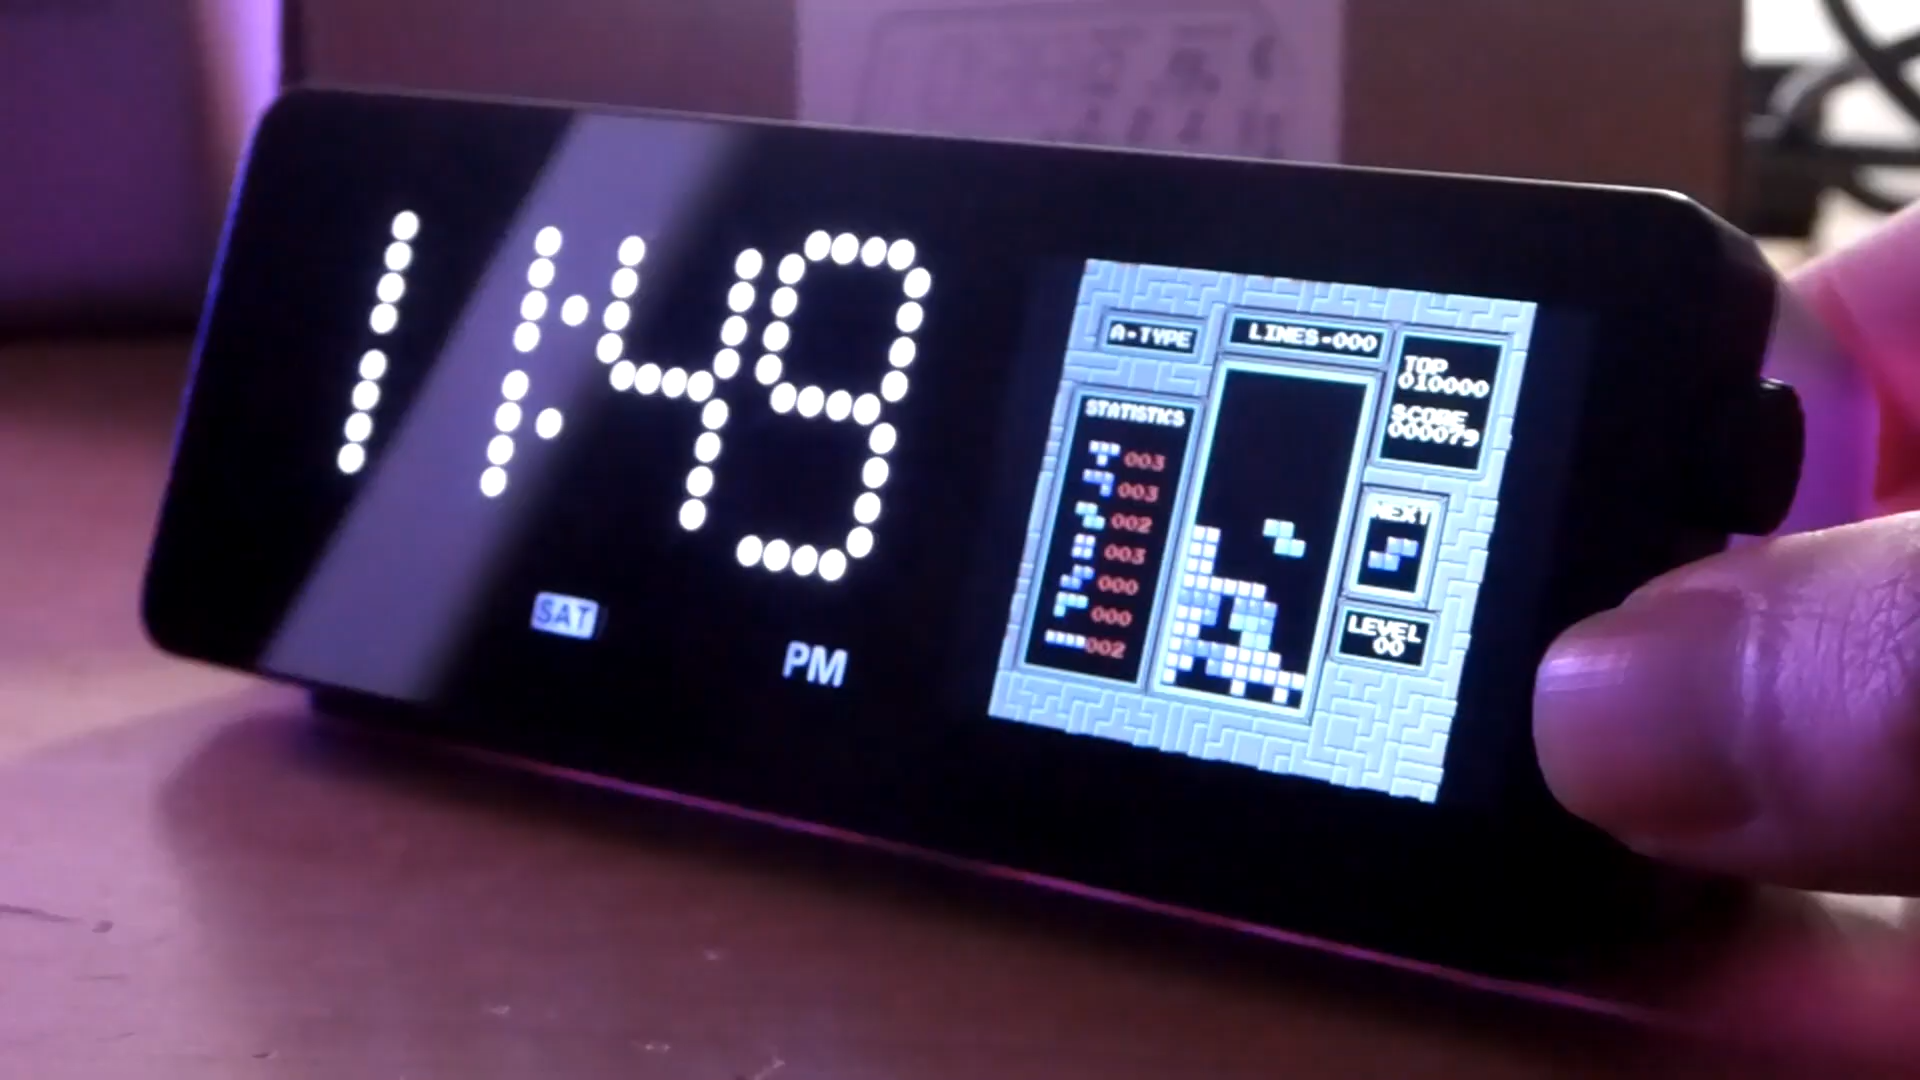 11:49
SAT
PM
A-TYPE
LINES-000
TOP
010000
SCORE
000079
STATISTICS
003
003
002
003
000
000
002
NEXT
LEVEL
00